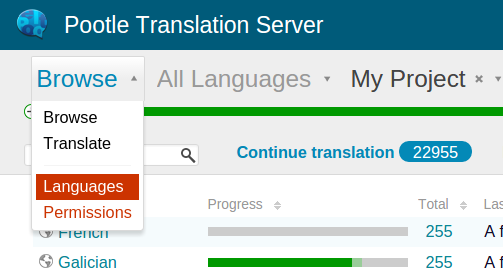 Pootle Translation Server
Browse All Languages My Project
Browse
Translate
Continue translation 22955
Languages
Permissions
Progress Total Las
French 255 A f
Galician 255 A f